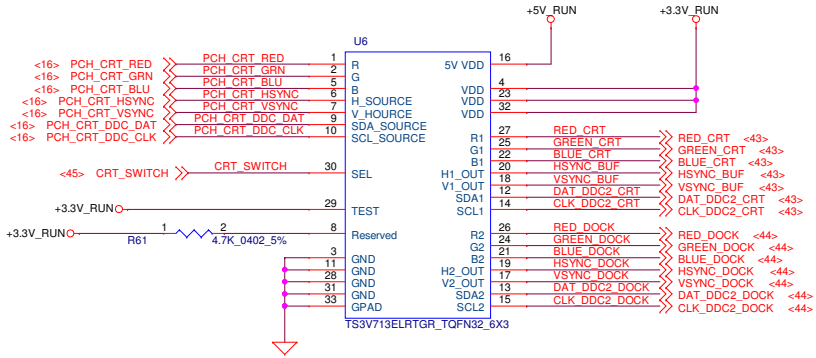 +5V_RUN +3.3V_RUN
U6
<16> PCH_CRT_RED PCH_CRT_RED 1 R 5V VDD 16
<16> PCH_CRT_GRN PCH_CRT_GRN 2 G
<16> PCH_CRT_BLU PCH_CRT_BLU 5 B VDD 4
<16> PCH_CRT_HSYNC PCH_CRT_HSYNC 6 H_SOURCE VDD 23
<16> PCH_CRT_VSYNC PCH_CRT_VSYNC 7 V_HOURCE VDD 32
<16> PCH_CRT_DDC_DAT PCH_CRT_DDC_DAT 9 SDA_SOURCE
<16> PCH_CRT_DDC_CLK PCH_CRT_DDC_CLK 10 SCL_SOURCE
R1 27 RED_CRT RED_CRT <43>
G1 25 GREEN_CRT GREEN_CRT <43>
B1 22 BLUE_CRT BLUE_CRT <43>
<45> CRT_SWITCH CRT_SWITCH 30 SEL H1_OUT 20 HSYNC_BUF HSYNC_BUF <43>
V1_OUT 18 VSYNC_BUF VSYNC_BUF <43>
SDA1 12 DAT_DDC2_CRT DAT_DDC2_CRT <43>
+3.3V_RUN 29 TEST SCL1 14 CLK_DDC2_CRT CLK_DDC2_CRT <43>
+3.3V_RUN 1 2 8 Reserved R2 26 RED_DOCK RED_DOCK <44>
R61 4.7K_0402_5% G2 24 GREEN_DOCK GREEN_DOCK <44>
3 GND B2 21 BLUE_DOCK BLUE_DOCK <44>
11 GND H2_OUT 19 HSYNC_DOCK HSYNC_DOCK <44>
28 GND V2_OUT 17 VSYNC_DOCK VSYNC_DOCK <44>
31 GND SDA2 13 DAT_DDC2_DOCK DAT_DDC2_DOCK <44>
33 GPAD SCL2 15 CLK_DDC2_DOCK CLK_DDC2_DOCK <44>
TS3V713ELRTGR_TQFN32_6X3